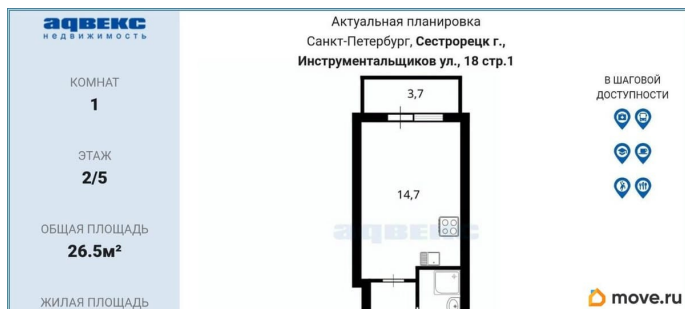 адвекс
НЕДВИЖИМОСТЬ
КОМНАТ
1
ЭТАЖ
2/5
ОБЩАЯ ПЛОЩАДЬ
26.5м²
ЖИЛАЯ ПЛОЩАДЬ
Актуальная планировка
Санкт-Петербург, Сестрорецк г.,
Инструментальщиков ул., 18 стр.1
3,7
14,7
адвекс
В ШАГОВОЙ
ДОСТУПНОСТИ
move.ru